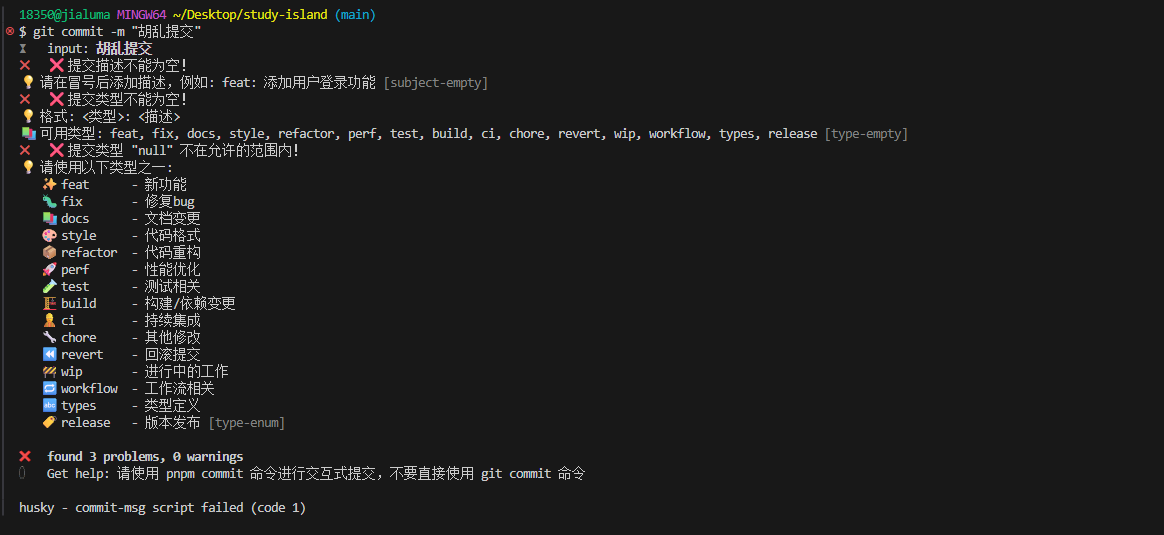 18350@jialuma MINGW64 ~/Desktop/study-island (main)
$ git commit -m "胡乱提交"
⧗ input: 胡乱提交
✖ ❌ 提交描述不能为空!
💡 请在冒号后添加描述，例如: feat: 添加用户登录功能 [subject-empty]
✖ ❌ 提交类型不能为空!
💡 格式: <类型>: <描述>
📚 可用类型: feat, fix, docs, style, refactor, perf, test, build, ci, chore, revert, wip, workflow, types, release [type-empty]
✖ ❌ 提交类型 "null" 不在允许的范围内!
💡 请使用以下类型之一:
✨ feat - 新功能
🐛 fix - 修复bug
📚 docs - 文档变更
🎨 style - 代码格式
📦 refactor - 代码重构
🚀 perf - 性能优化
🧪 test - 测试相关
🏗 build - 构建/依赖变更
👷 ci - 持续集成
🔧 chore - 其他修改
⏪ revert - 回滚提交
🚧 wip - 进行中的工作
🔁 workflow - 工作流相关
🔤 types - 类型定义
🏷 release - 版本发布 [type-enum]
✖ found 3 problems, 0 warnings
Get help: 请使用 pnpm commit 命令进行交互式提交，不要直接使用 git commit 命令
husky - commit-msg script failed (code 1)